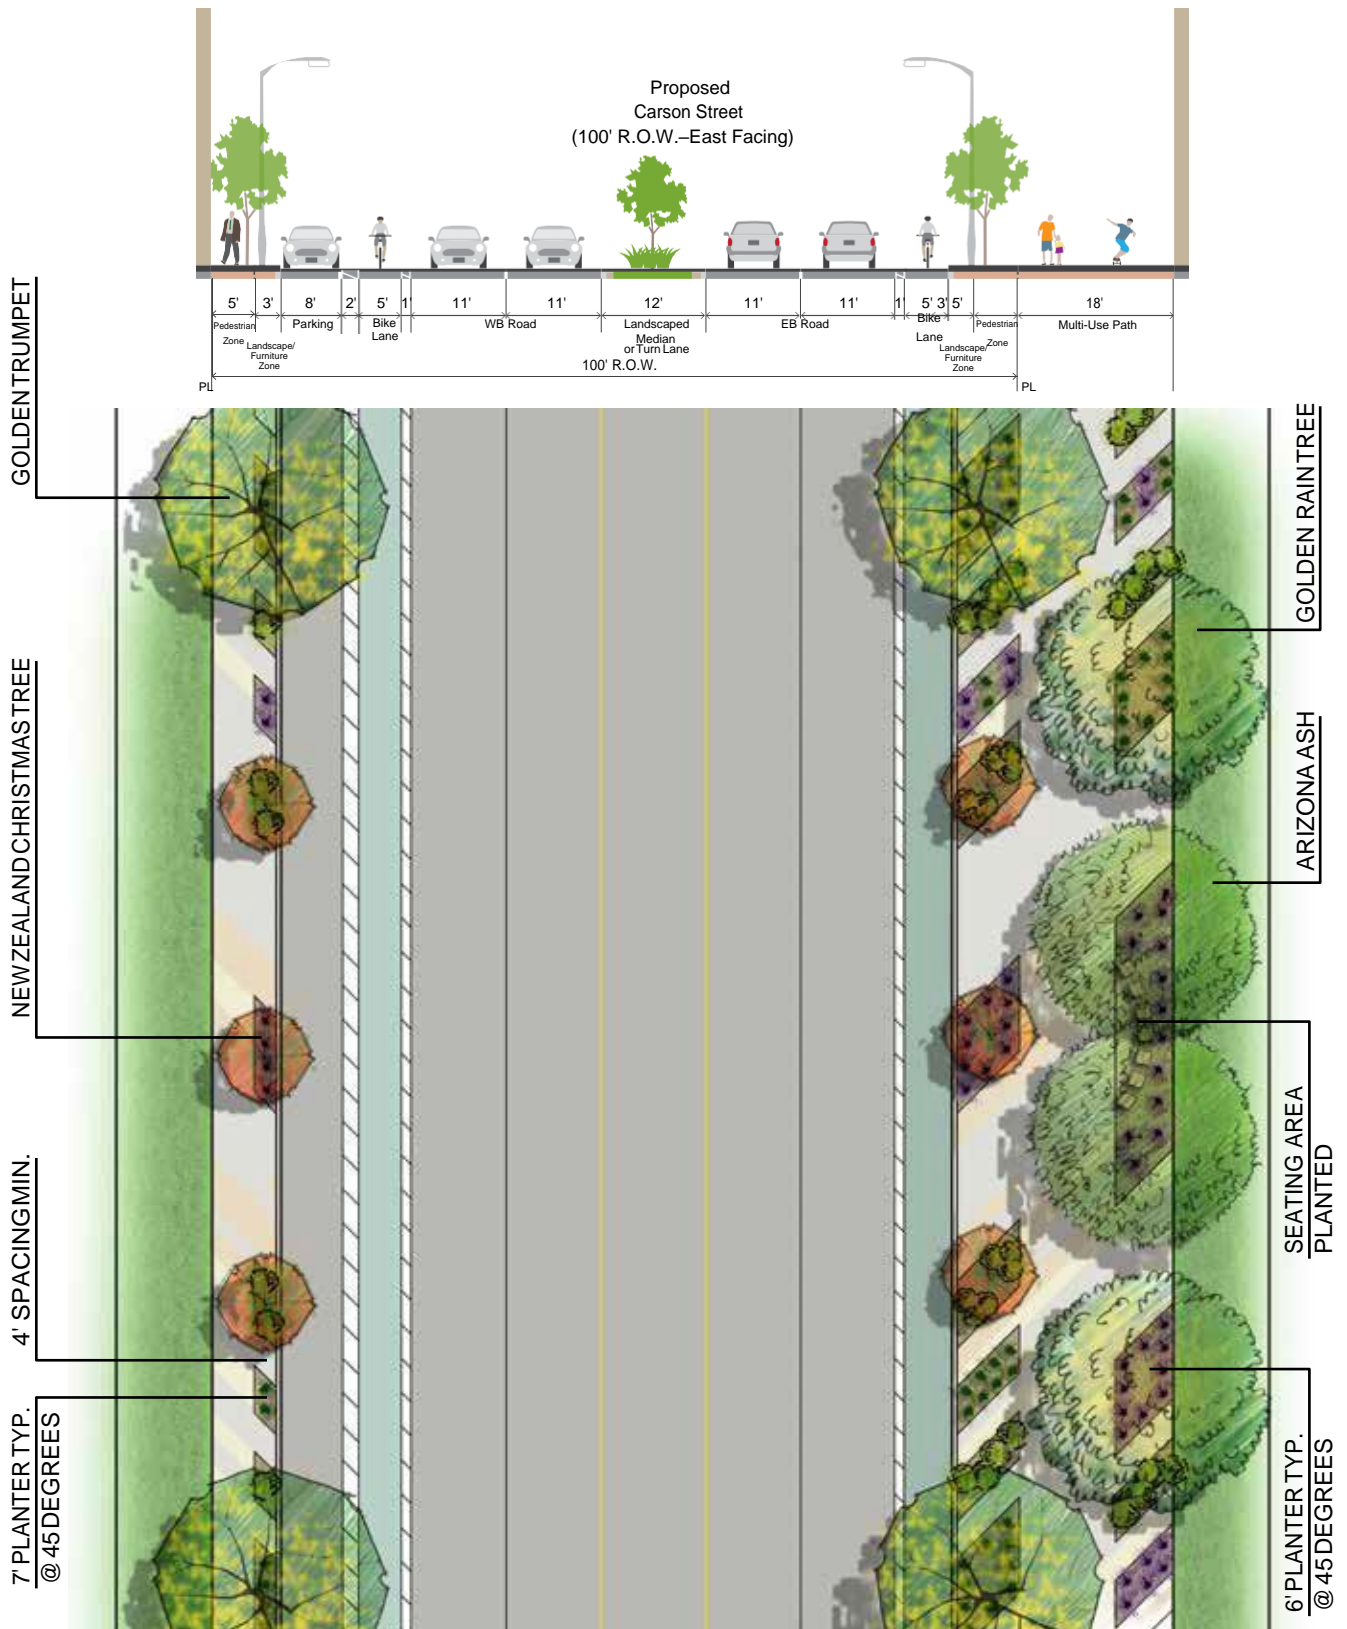 Proposed
Carson Street
(100' R.O.W.–East Facing)
5' 3' 8' 2' 5' 1' 11' 11' 12' 11' 11' 1' 5' 3' 5' 18'
Pedestrian
Zone
Landscape/
Furniture
Zone
Parking
Bike
Lane
WB Road
Landscaped
Median
or Turn Lane
EB Road
Bike
Lane
Landscape/
Furniture
Zone
Pedestrian
Zone
Multi-Use Path
100' R.O.W.
PL
PL
GOLDEN TRUMPET
NEW ZEALAND CHRISTMAS TREE
4' SPACING MIN.
7' PLANTER TYP.
@ 45 DEGREES
GOLDEN RAIN TREE
ARIZONA ASH
SEATING AREA
PLANTED
6' PLANTER TYP.
@ 45 DEGREES